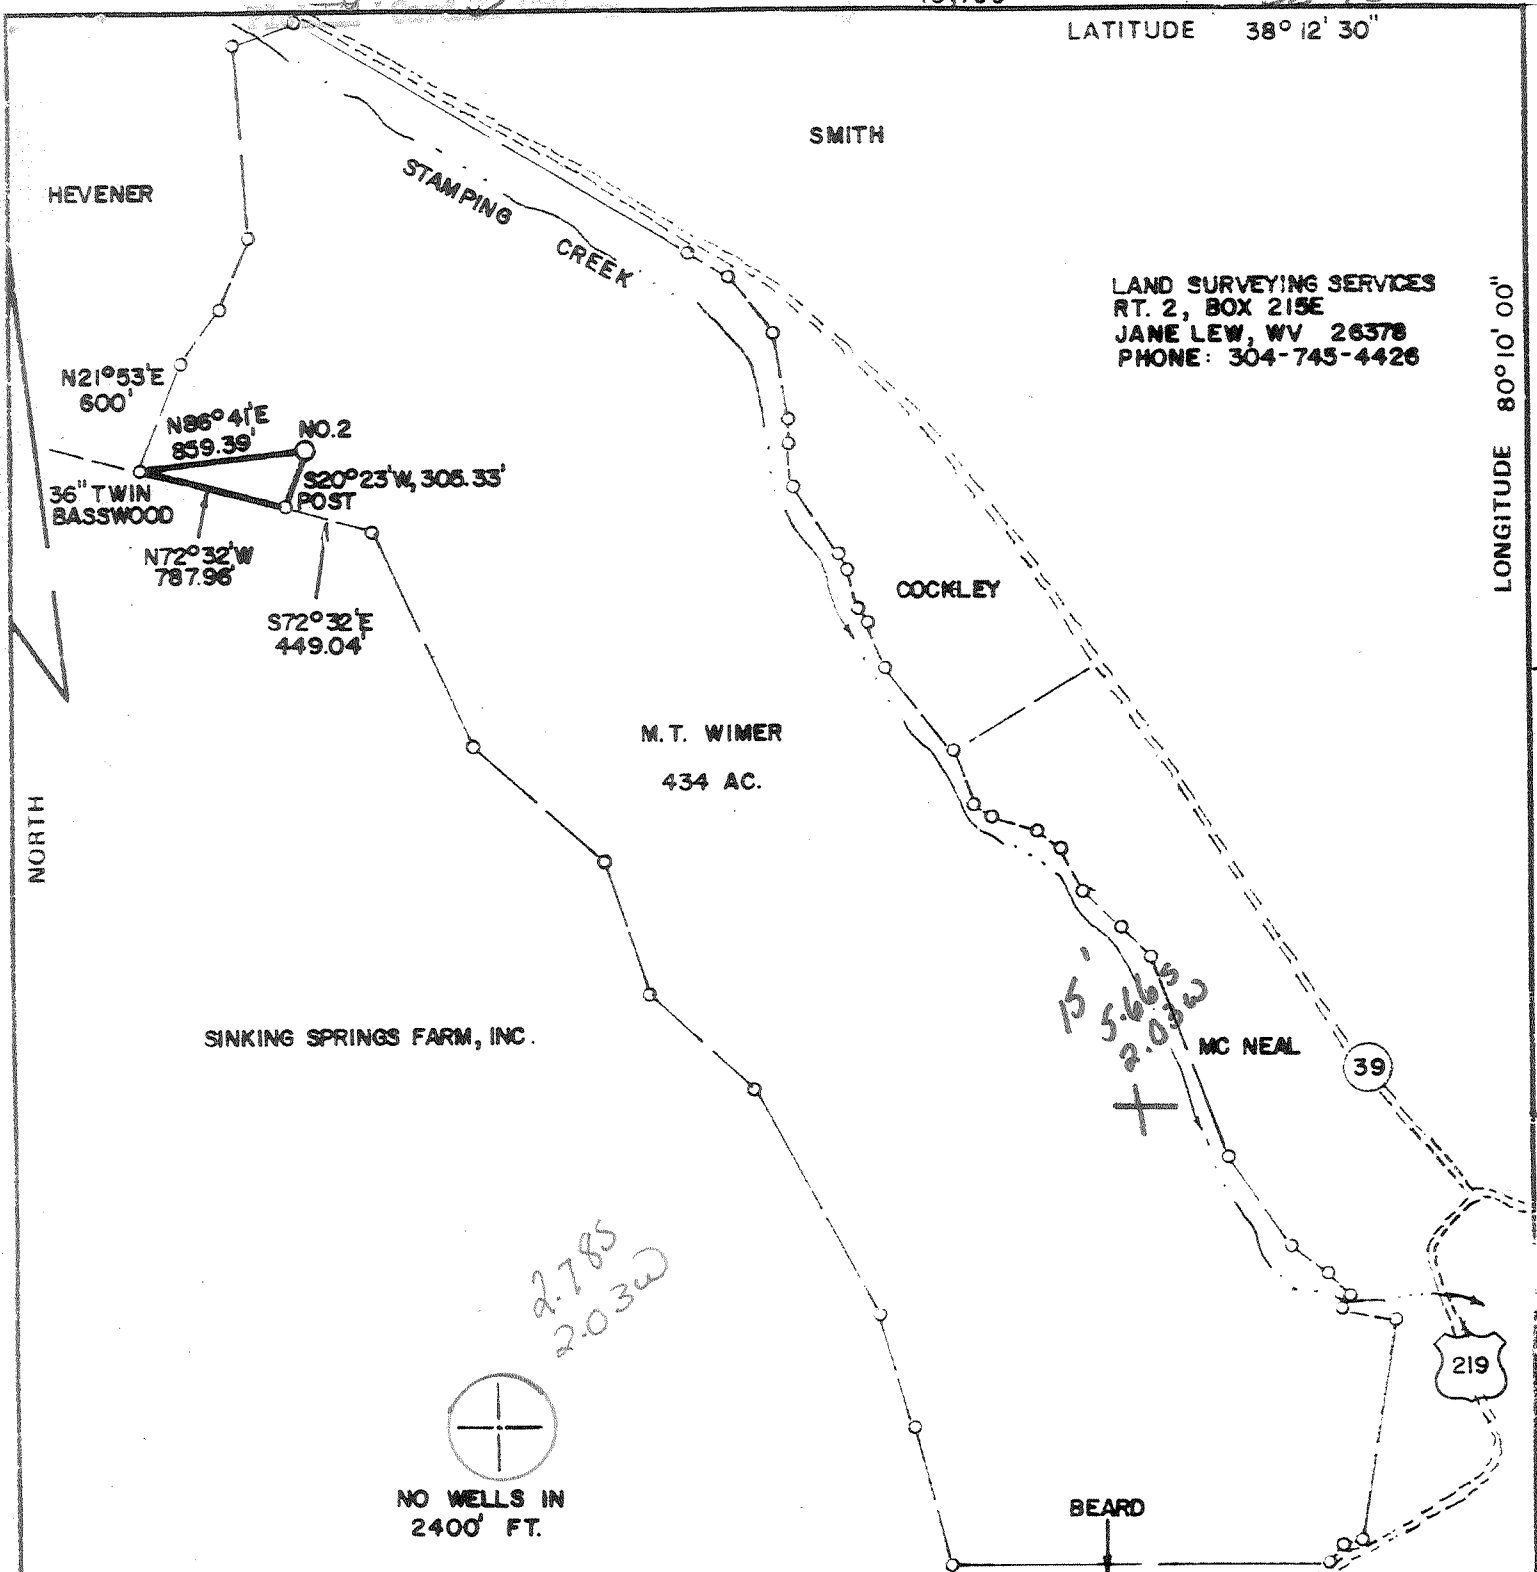 LATITUDE 38° 12' 30"
SMITH
HEVENER
STAMPING
CREEK
LAND SURVEYING SERVICES
RT. 2, BOX 215E
JANE LEW, WV 26378
PHONE: 304-745-4426
LONGITUDE 80° 10' 00"
N21°53'E
600'
N86°41'E
859.39'
NO.2
S20°23'W, 305.33'
POST
36" TWIN
BASSWOOD
N72°32'W
787.96'
S72°32'E
449.04'
COCKLEY
M.T. WIMER
434 AC.
NORTH
15'
5.66S
2.03W
SINKING SPRINGS FARM, INC.
MC NEAL
39
2.78S
2.03W
219
NO WELLS IN
2400' FT.
BEARD